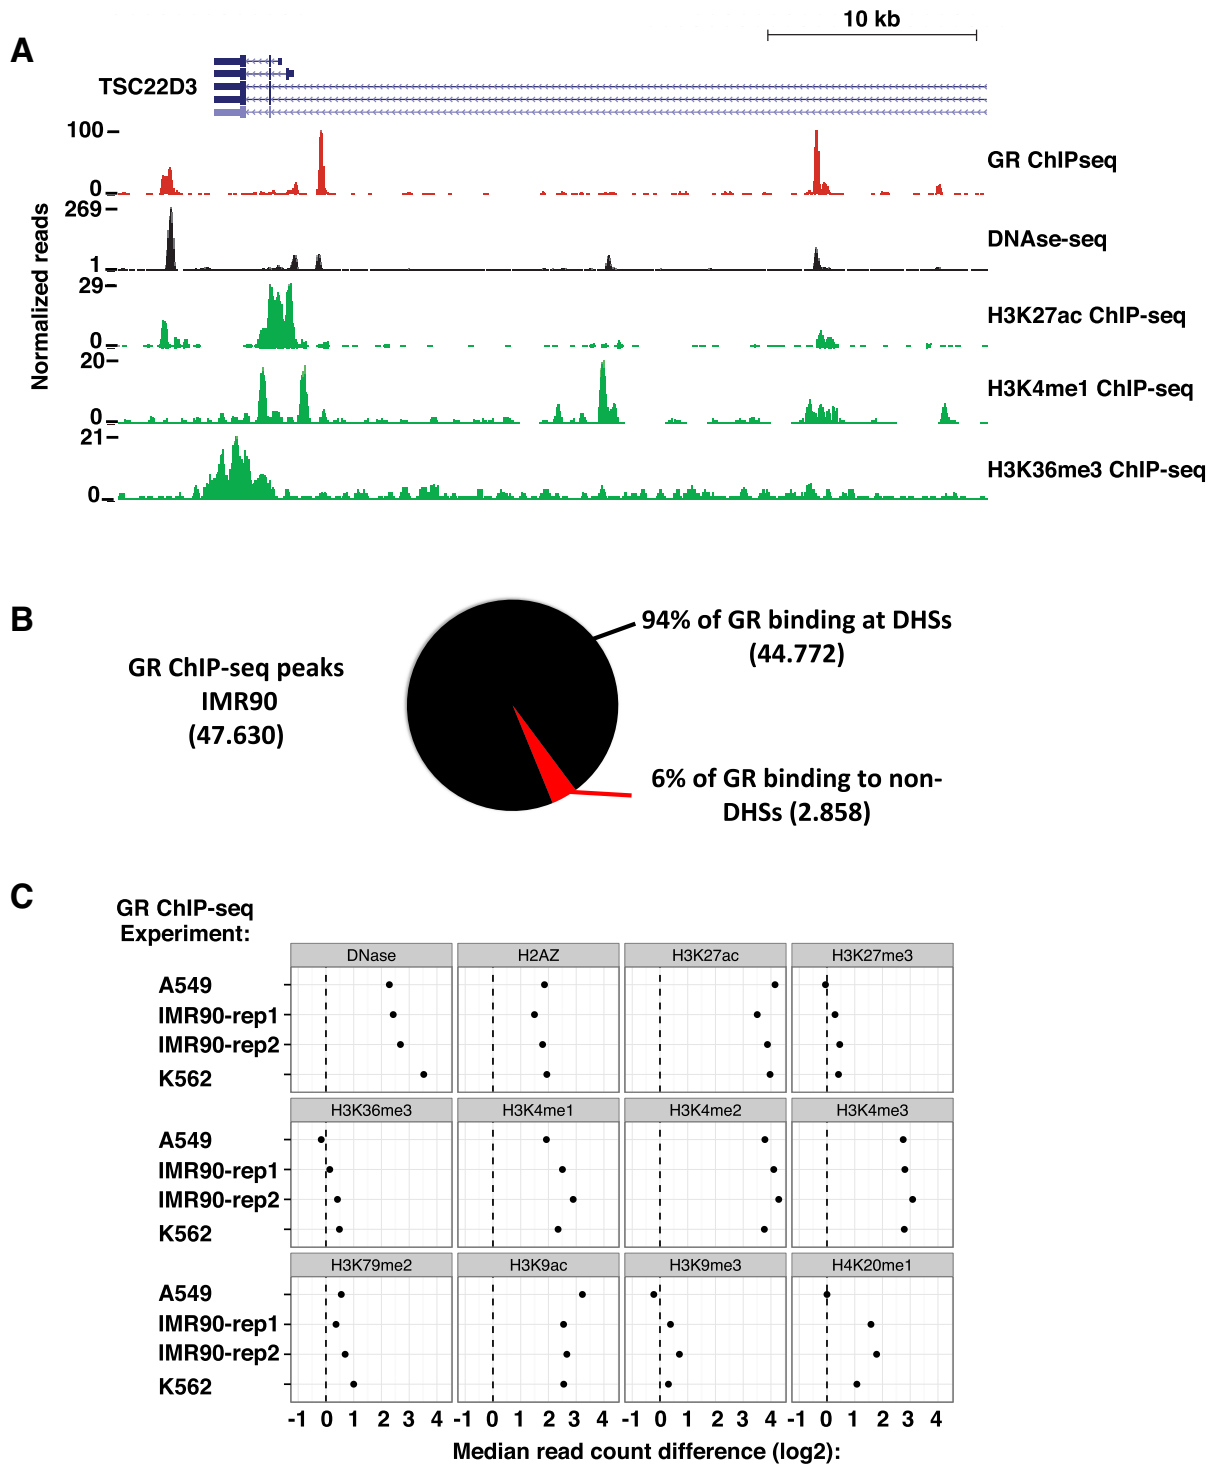 A
10 kb
TSC22D3
Normalized reads
100
0
GR ChIPseq
269
1
DNAse-seq
29
0
H3K27ac ChIP-seq
20
0
H3K4me1 ChIP-seq
21
0
H3K36me3 ChIP-seq
B
GR ChIP-seq peaks
IMR90
(47.630)
94% of GR binding at DHSs
(44.772)
6% of GR binding to non-
DHSs (2.858)
C
GR ChIP-seq
Experiment:
DNase H2AZ H3K27ac H3K27me3
A549
IMR90-rep1
IMR90-rep2
K562
H3K36me3 H3K4me1 H3K4me2 H3K4me3
A549
IMR90-rep1
IMR90-rep2
K562
H3K79me2 H3K9ac H3K9me3 H4K20me1
A549
IMR90-rep1
IMR90-rep2
K562
-1 0 1 2 3 4 -1 0 1 2 3 4 -1 0 1 2 3 4 -1 0 1 2 3 4
Median read count difference (log2):